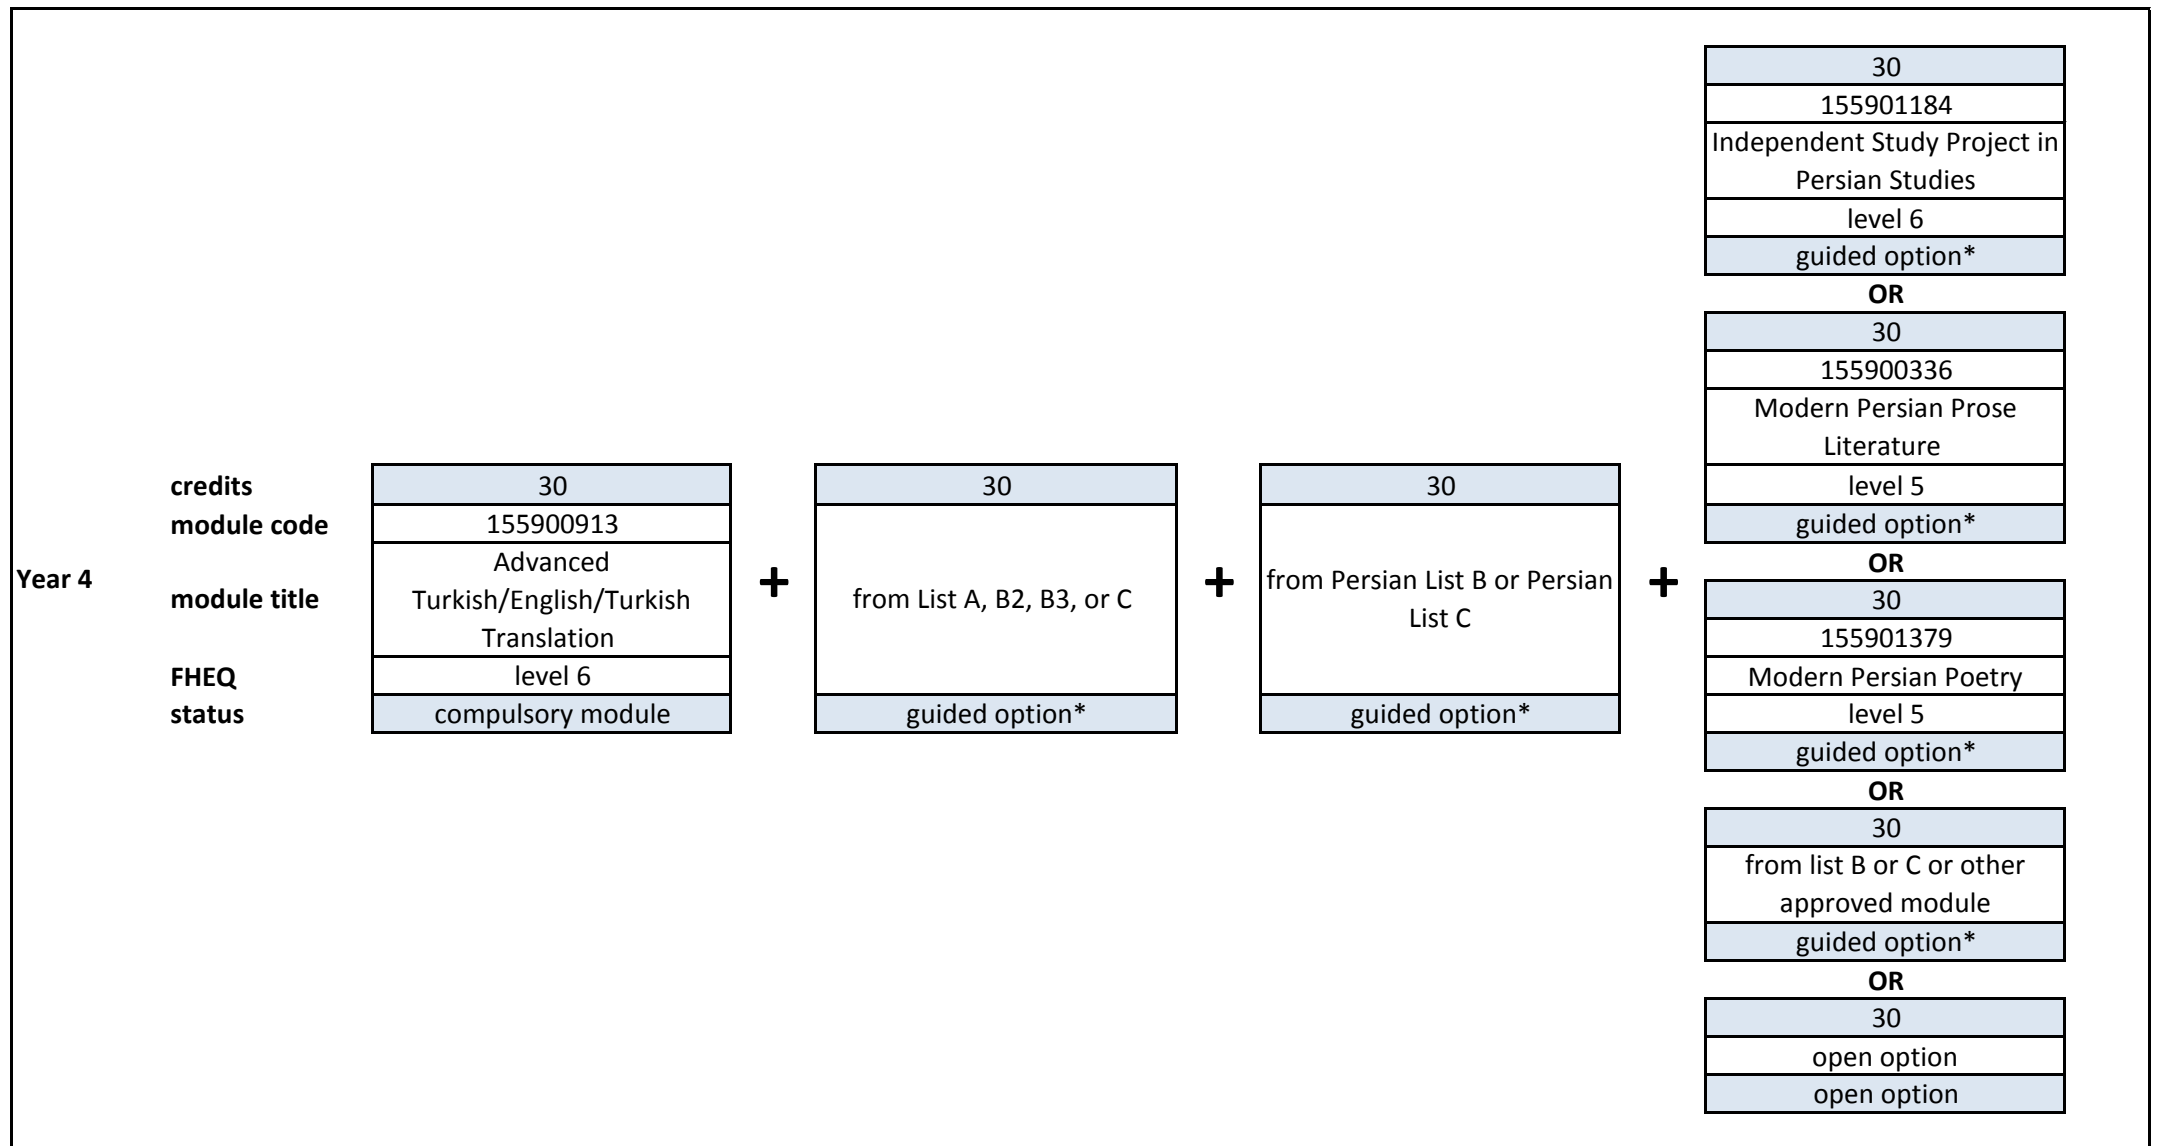 Year 4
credits
module code
module title
FHEQ
status
30
155900913
Advanced
Turkish/English/Turkish
Translation
level 6
compulsory module
+
30
from List A, B2, B3, or C
guided option*
+
30
from Persian List B or Persian
List C
guided option*
+
30
155901184
Independent Study Project in
Persian Studies
level 6
guided option*
OR
30
155900336
Modern Persian Prose
Literature
level 5
guided option*
OR
30
155901379
Modern Persian Poetry
level 5
guided option*
OR
30
from list B or C or other
approved module
guided option*
OR
30
open option
open option